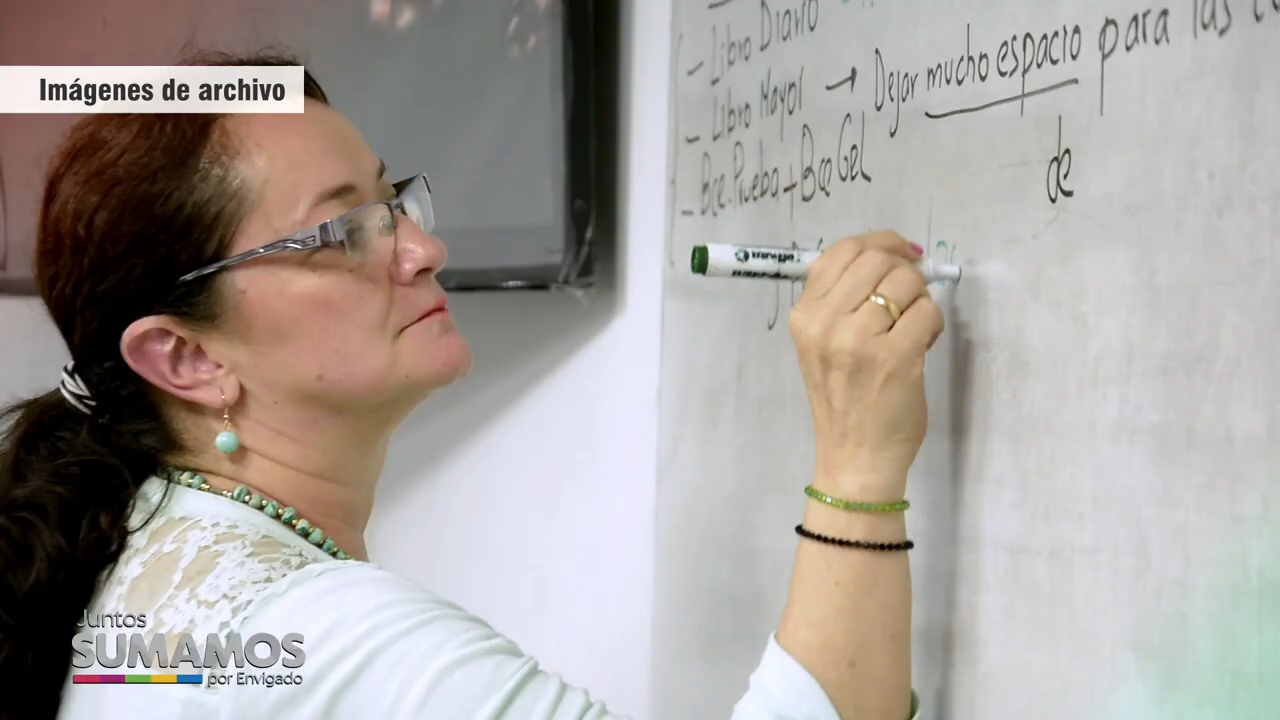 Imágenes de archivo
- Libro Diario
- Libro Mayor → Dejar mucho espacio para las
- Bce. Prueba + Bce Gel
de
Juntos
SUMAMOS
por Envigado